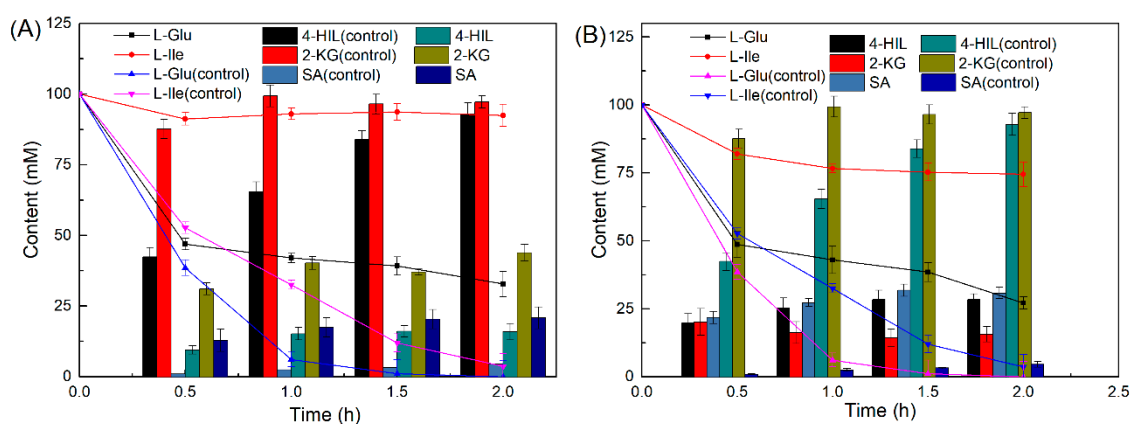 (A)
125
100
75
50
25
0
Content (mM)
L-Glu
L-Ile
L-Glu(control)
L-Ile(control)
4-HIL(control)
2-KG(control)
SA(control)
4-HIL
2-KG
SA
0.0
0.5
1.0
1.5
2.0
Time (h)
(B)
125
100
75
50
25
0
Content (mM)
L-Glu
L-Ile
L-Glu(control)
L-Ile(control)
4-HIL
2-KG
SA
4-HIL(control)
2-KG(control)
SA(control)
0.0
0.5
1.0
1.5
2.0
2.5
Time (h)